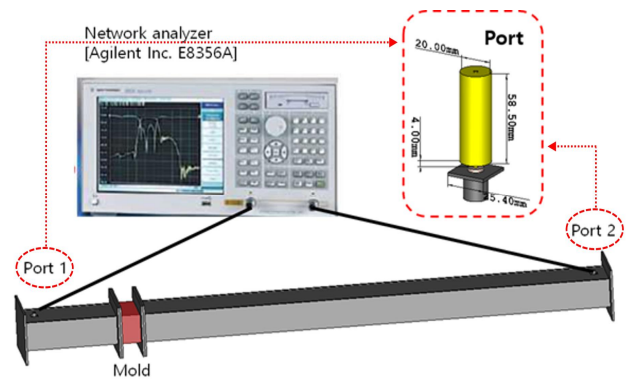 Network analyzer
[Agilent Inc. E8356A]
Port
20.00mm
58.50mm
4.00mm
5.40mm
Port 1
Port 2
Mold